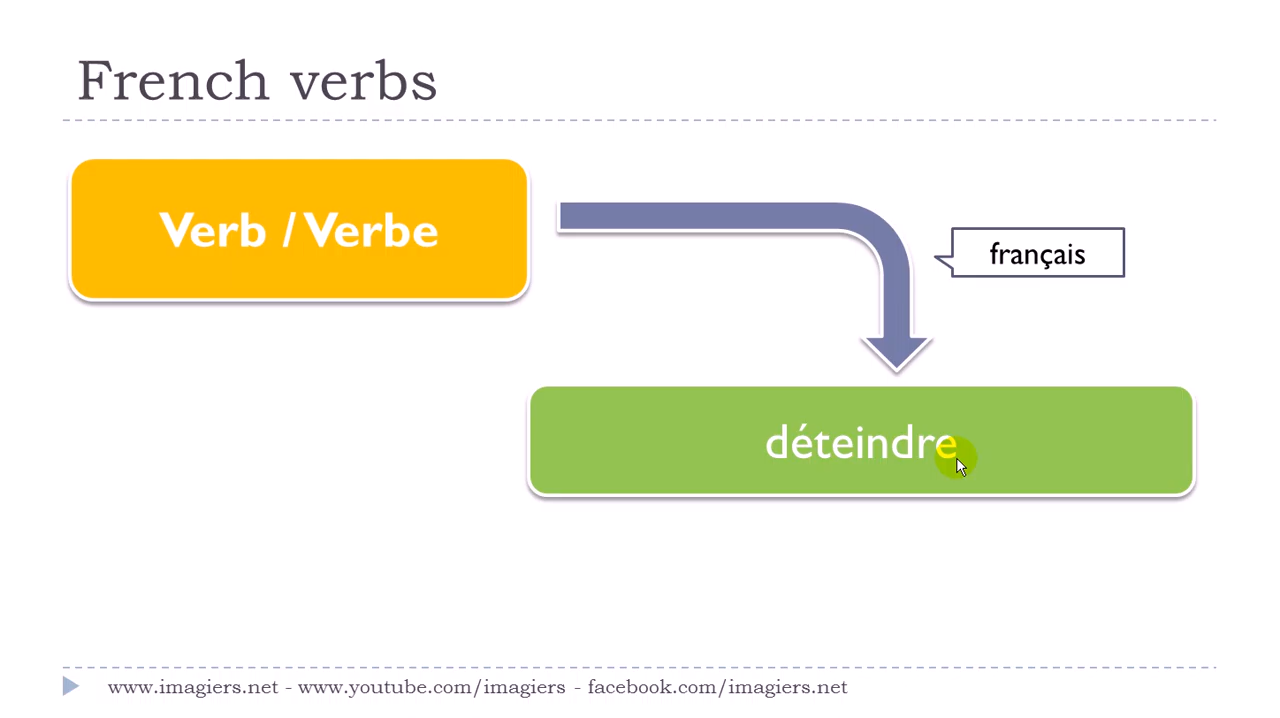 French verbs
Verb / Verbe
français
déteindre
www.imagiers.net - www.youtube.com/imagiers - facebook.com/imagiers.net